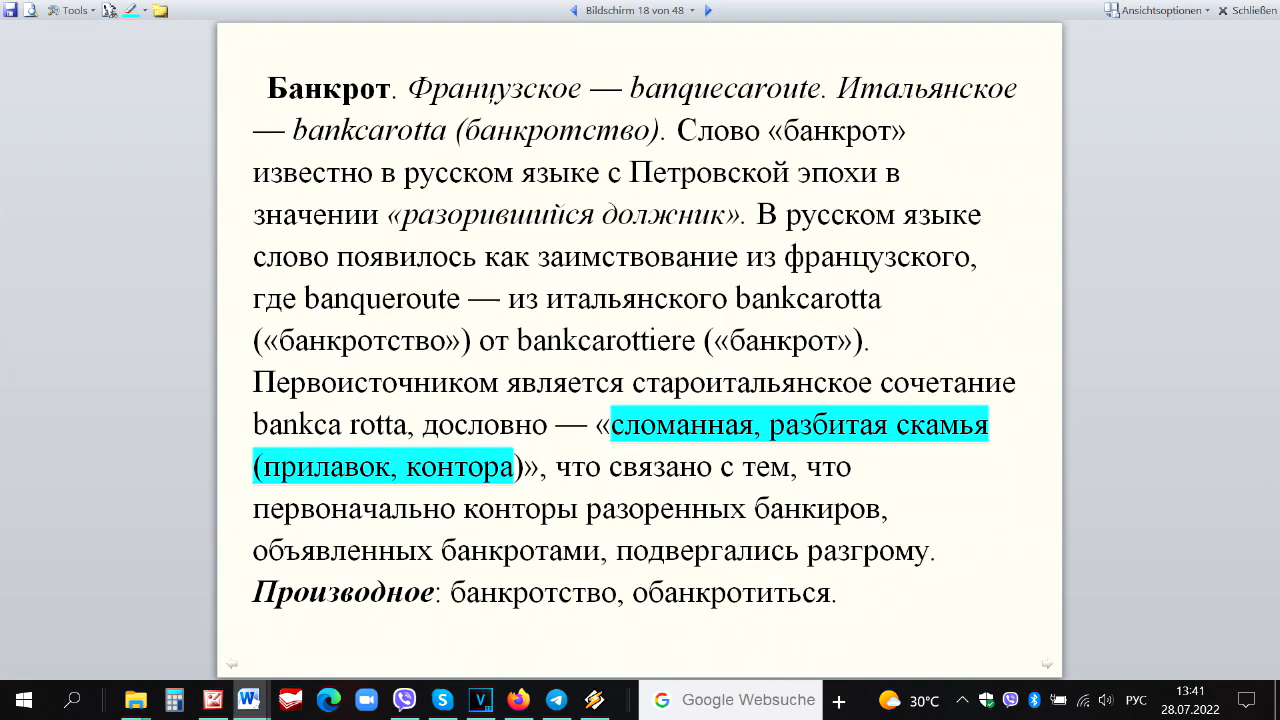 Tools
Bildschirm 18 von 48
Ansichtsoptionen
Schließen
Банкрот. Французское — banquecaroute. Итальянское
— bankcarotta (банкротство). Слово «банкрот»
известно в русском языке с Петровской эпохи в
значении «разорившийся должник». В русском языке
слово появилось как заимствование из французского,
где banqueroute — из итальянского bankcarotta
(«банкротство») от bankcarottiere («банкрот»).
Первоисточником является староитальянское сочетание
bankca rotta, дословно — «сломанная, разбитая скамья
(прилавок, контора)», что связано с тем, что
первоначально конторы разоренных банкиров,
объявленных банкротами, подвергались разгрому.
Производное: банкротство, обанкротиться.
Google Websuche
30°C
РУС
13:41
28.07.2022